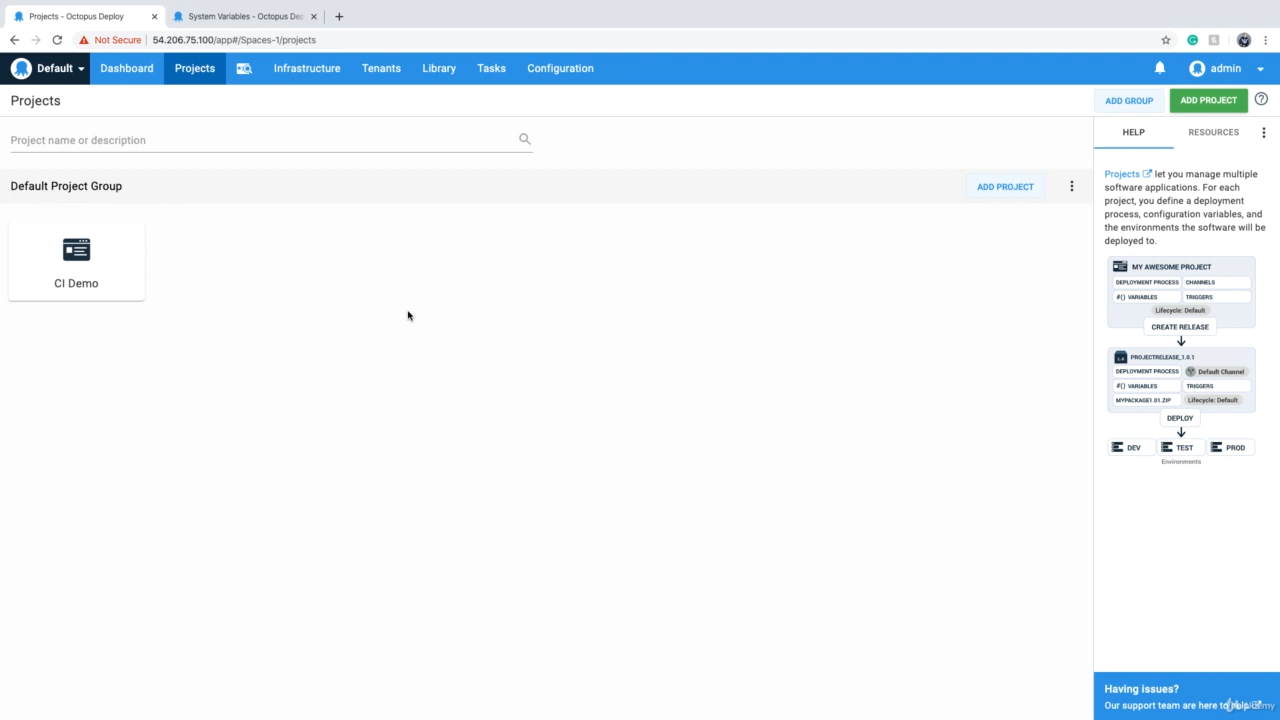 Projects - Octopus Deploy
System Variables - Octopus Dep
Not Secure
54.206.75.100/app#/Spaces-1/projects
Default
Dashboard
Projects
Infrastructure
Tenants
Library
Tasks
Configuration
admin
Projects
ADD GROUP
ADD PROJECT
Project name or description
HELP
RESOURCES
Default Project Group
ADD PROJECT
CI Demo
Projects let you manage multiple
software applications. For each
project, you define a deployment
process, configuration variables, and
the environments the software will be
deployed to.
MY AWESOME PROJECT
DEPLOYMENT PROCESS CHANNELS
#{} VARIABLES TRIGGERS
Lifecycle: Default
CREATE RELEASE
PROJECTRELEASE_1.0.1
DEPLOYMENT PROCESS Default Channel
#{} VARIABLES TRIGGERS
MYPACKAGE1.01.ZIP Lifecycle: Default
DEPLOY
DEV TEST PROD
Environments
Having issues?
Our support team are here to help